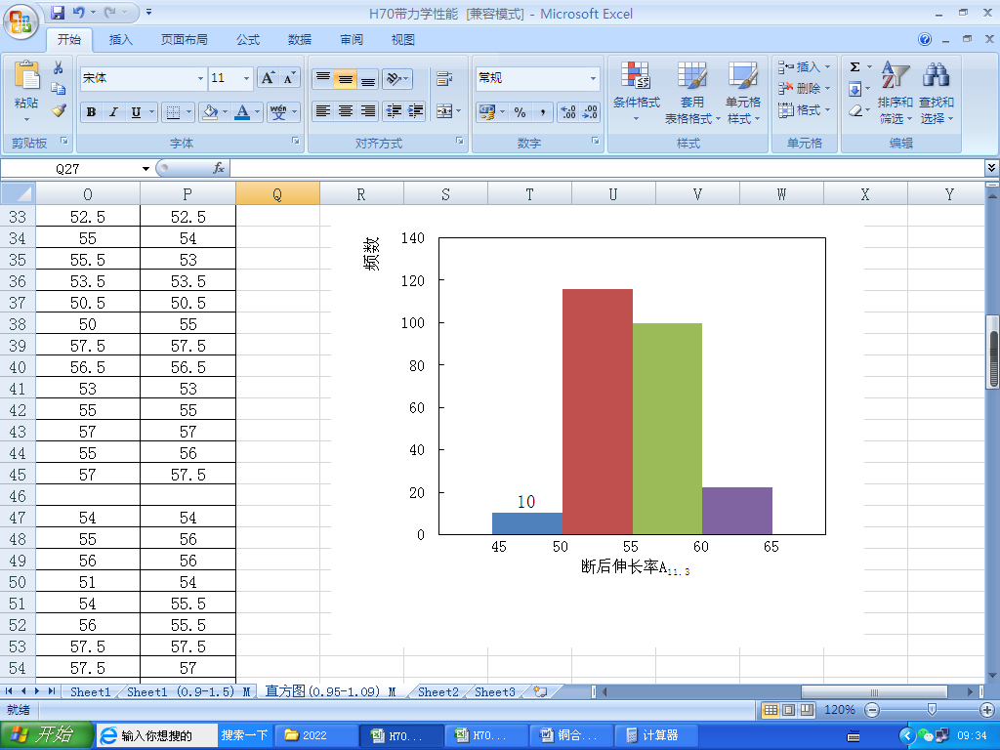 H70带力学性能 [兼容模式] - Microsoft Excel
开始 插入 页面布局 公式 数据 审阅 视图
粘贴
宋体 11
B I U 变 wén
A A
常规
% ,
条件格式
套用
表格格式
单元格
样式
插入
删除
格式
Σ
排序和
筛选
查找和
选择
剪贴板 字体 对齐方式 数字 样式 单元格 编辑
Q27 fx
O P Q R S T U V W X Y
33 52.5 52.5
34 55 54
35 55.5 53
36 53.5 53.5
37 50.5 50.5
38 50 55
39 57.5 57.5
40 56.5 56.5
41 53 53
42 55 55
43 57 57
44 55 56
45 57 57.5
46
47 54 54
48 55 56
49 56 56
50 51 54
51 54 55.5
52 56 55.5
53 57.5 57.5
54 57.5 57
频数
140
120
100
80
60
40
20
0
10
45 50 55 60 65
断后伸长率A11.3
Sheet1 Sheet1 (0.9-1.5) M 直方图(0.95-1.09) M Sheet2 Sheet3
就绪 120%
开始 输入你想搜的 搜索一下 2022 H70... H70... 铜合... 计算器 09:34